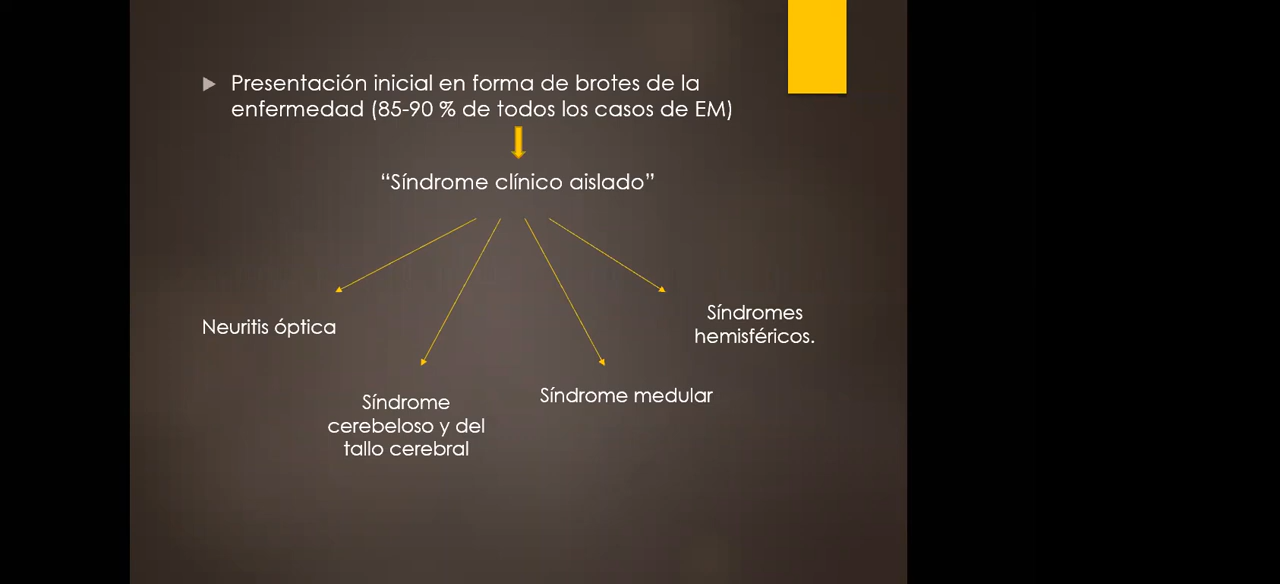 Presentación inicial en forma de brotes de la
enfermedad (85-90 % de todos los casos de EM)
“Síndrome clínico aislado”
Neuritis óptica
Síndrome
cerebeloso y del
tallo cerebral
Síndrome medular
Síndromes
hemisféricos.